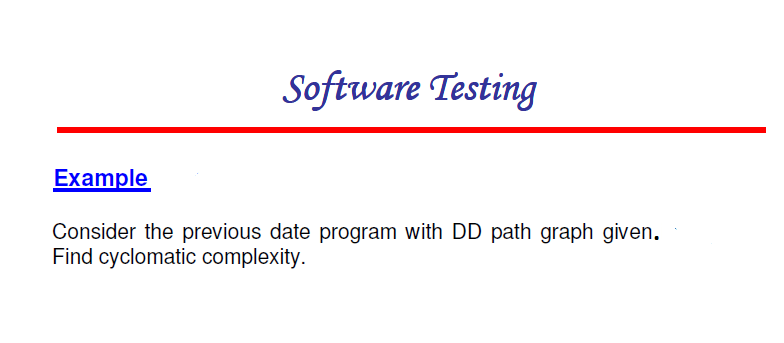 Software Testing
Example
Consider the previous date program with DD path graph given.
Find cyclomatic complexity.